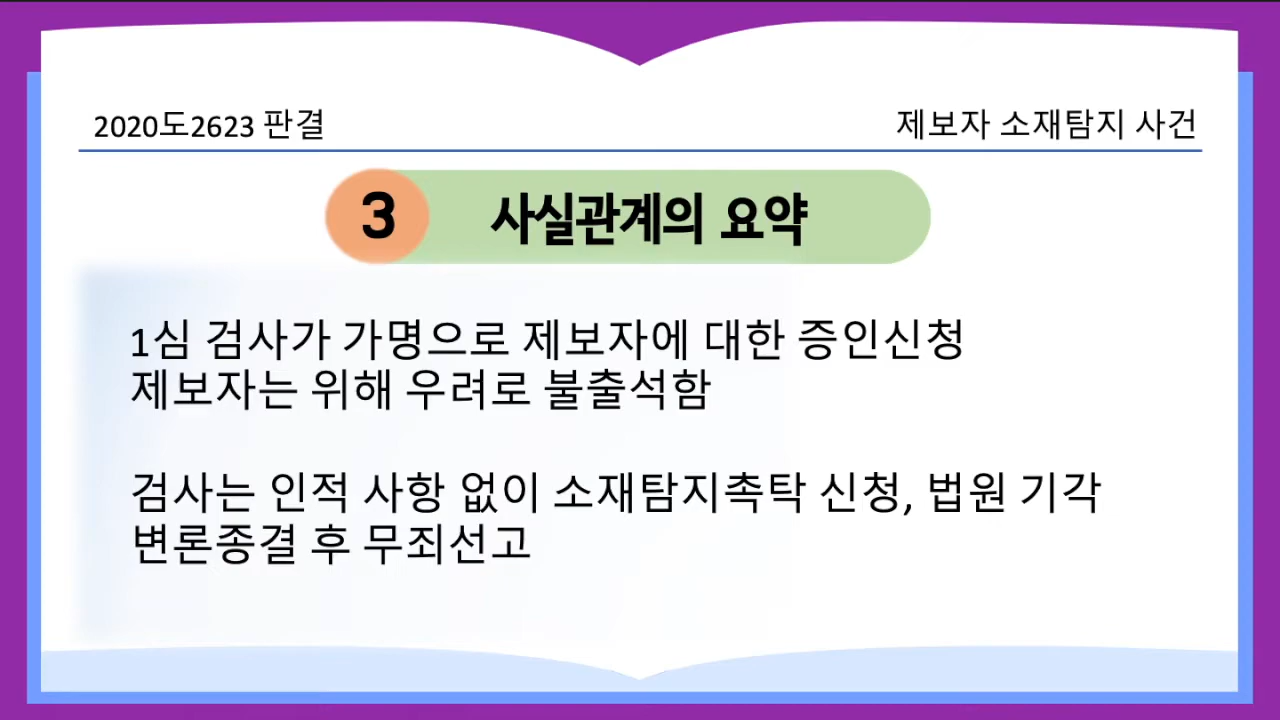 2020도2623 판결
제보자 소재탐지 사건
3 사실관계의 요약
1심 검사가 가명으로 제보자에 대한 증인신청
제보자는 위해 우려로 불출석함
검사는 인적 사항 없이 소재탐지촉탁 신청, 법원 기각
변론종결 후 무죄선고